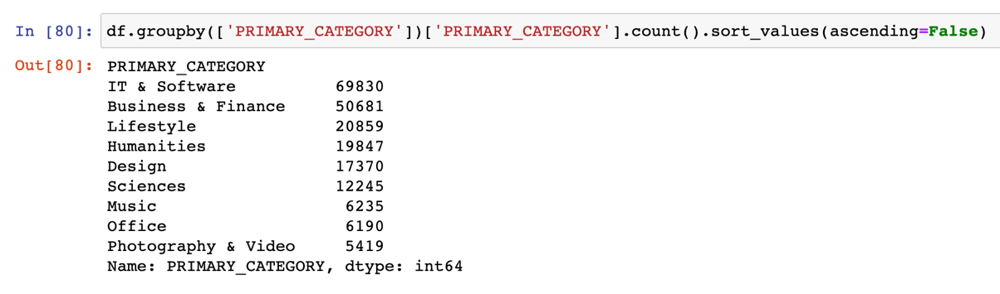 In [80]: df.groupby(['PRIMARY_CATEGORY'])['PRIMARY_CATEGORY'].count().sort_values(ascending=False)
Out[80]: PRIMARY_CATEGORY
IT & Software 69830
Business & Finance 50681
Lifestyle 20859
Humanities 19847
Design 17370
Sciences 12245
Music 6235
Office 6190
Photography & Video 5419
Name: PRIMARY_CATEGORY, dtype: int64